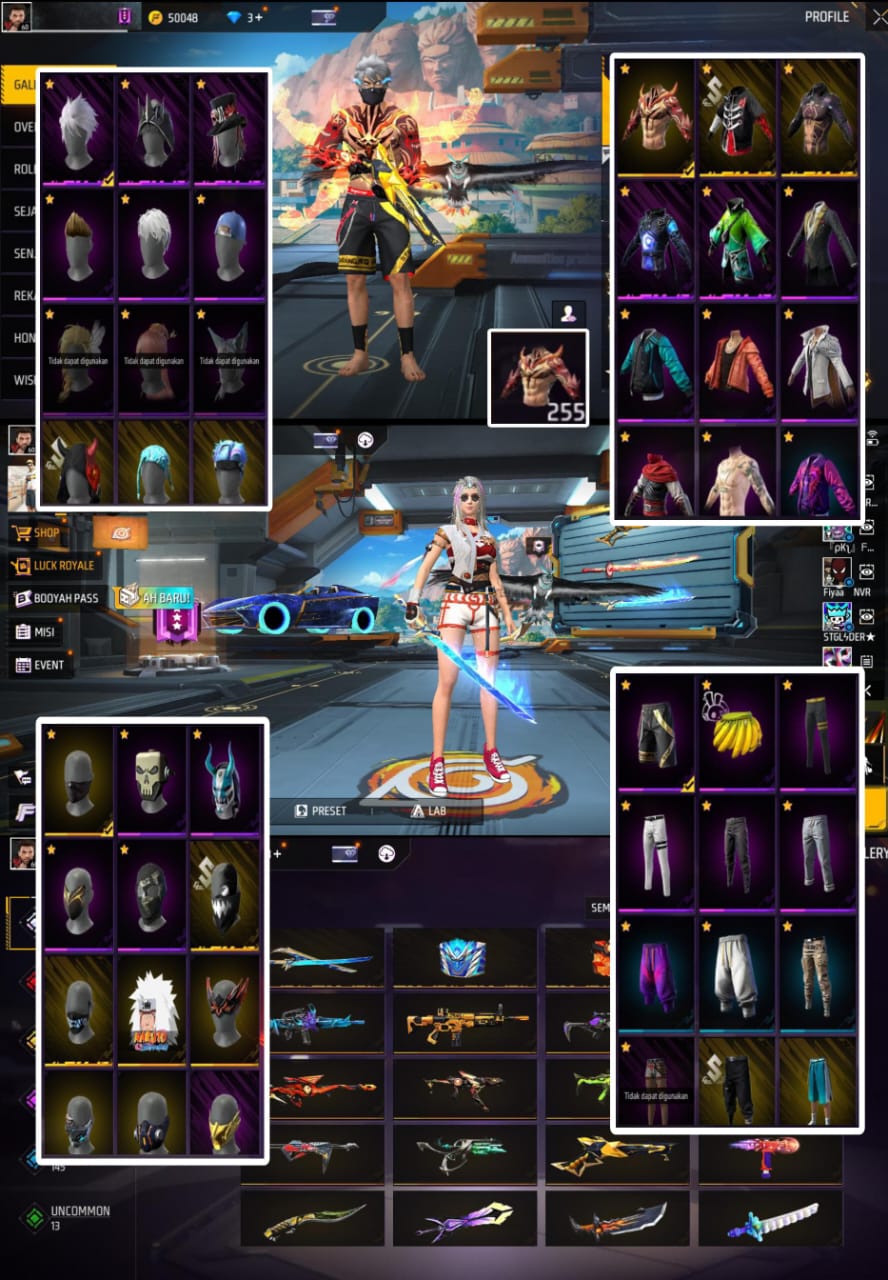 50048
3+
PROFILE
GAL
OVE
ROL
SEJA
SEN
REKA
HON
WIS
Tidak dapat digunakan
Tidak dapat digunakan
Tidak dapat digunakan
255
SHOP
LUCK ROYALE
BOOYAH PASS
AH BARU!
MISI
EVENT
Fiyaa NVR
PRESET
LAB
LERY
SEM
NARUTO
Tidak dapat digunakan
145
UNCOMMON
13